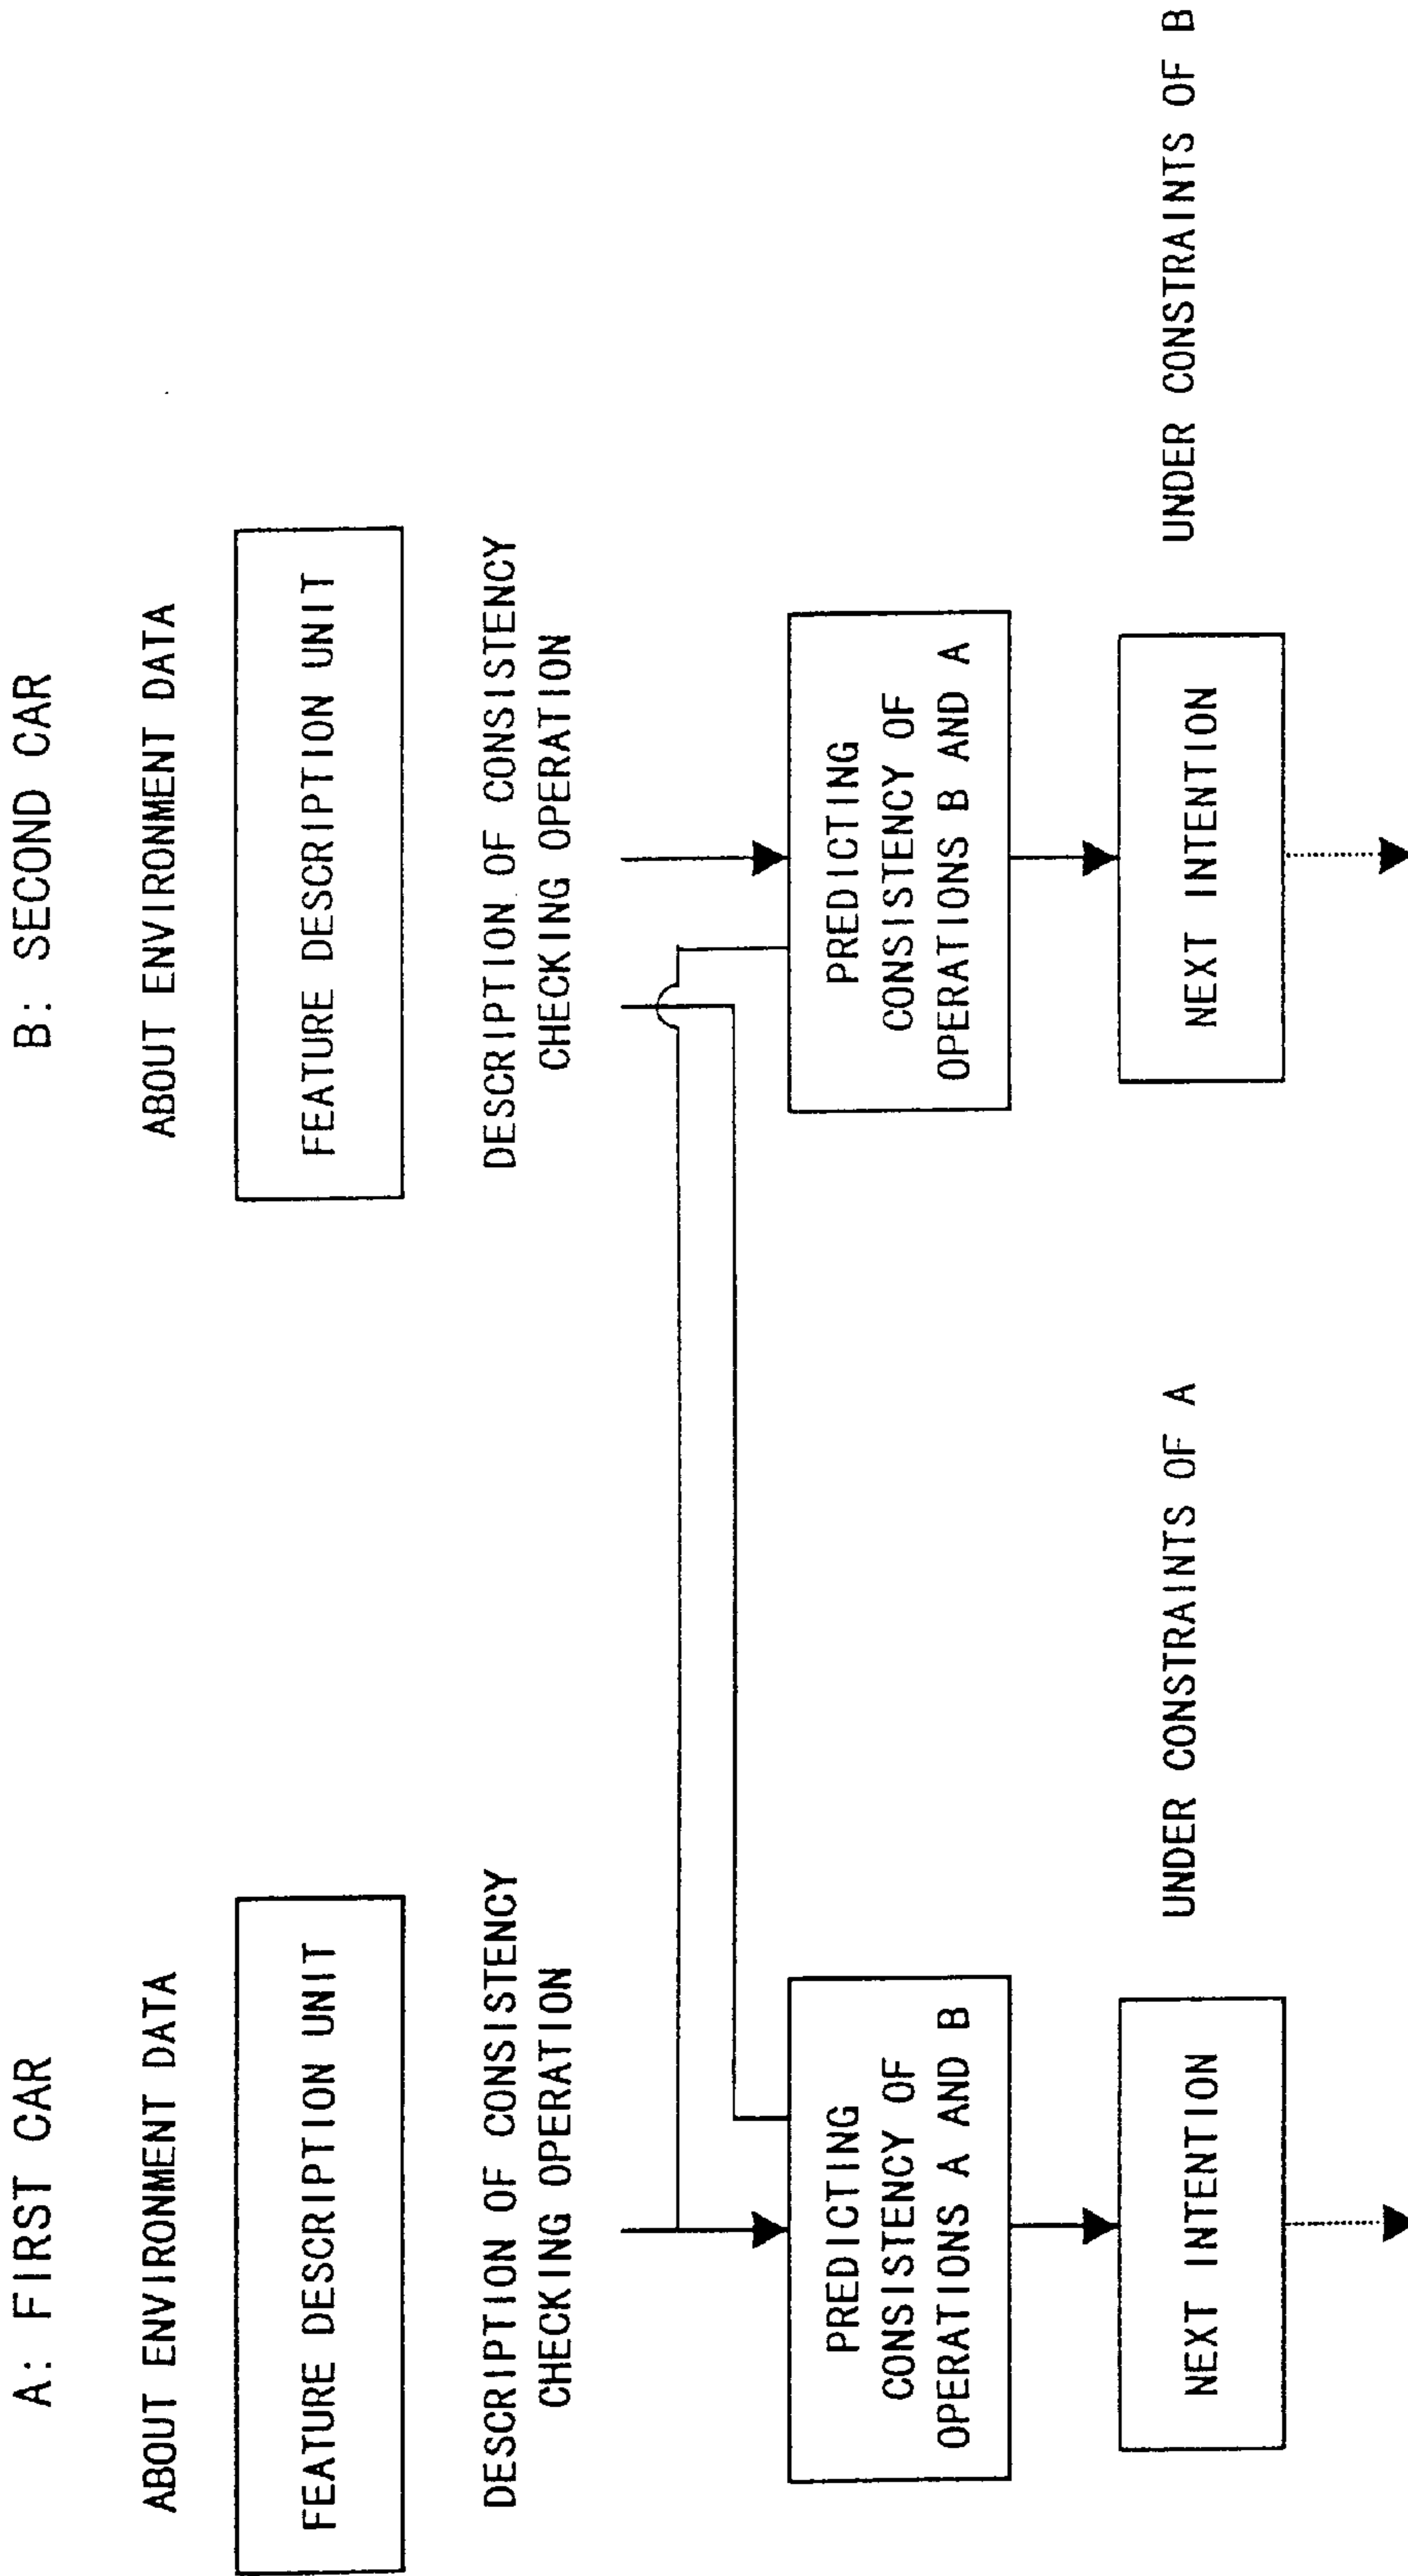 A: FIRST CAR
ABOUT ENVIRONMENT DATA
FEATURE DESCRIPTION UNIT
DESCRIPTION OF CONSISTENCY
CHECKING OPERATION
PREDICTING
CONSISTENCY OF
OPERATIONS A AND B
NEXT INTENTION
UNDER CONSTRAINTS OF A
B: SECOND CAR
ABOUT ENVIRONMENT DATA
FEATURE DESCRIPTION UNIT
DESCRIPTION OF CONSISTENCY
CHECKING OPERATION
PREDICTING
CONSISTENCY OF
OPERATIONS B AND A
NEXT INTENTION
UNDER CONSTRAINTS OF B